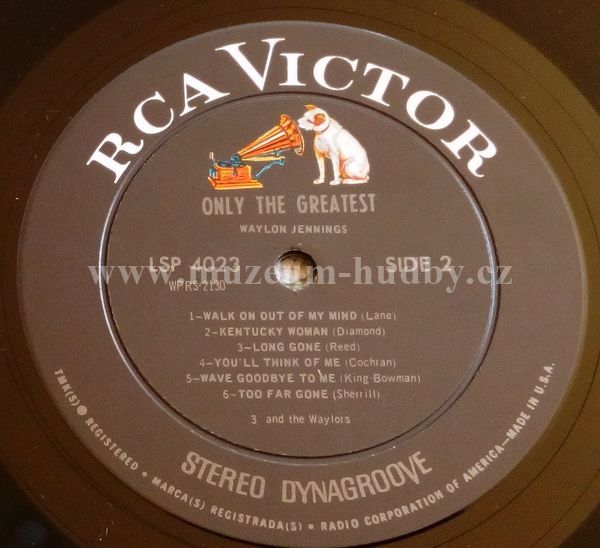 RCA VICTOR
ONLY THE GREATEST
WAYLON JENNINGS
LSP 4023 SIDE 2
www.muzeum-hudby.cz
WPRS-2130
1–WALK ON OUT OF MY MIND (Lane)
2–KENTUCKY WOMAN (Diamond)
3–LONG GONE (Reed)
4–YOU'LL THINK OF ME (Cochran)
5–WAVE GOODBYE TO ME (King Bowman)
6–TOO FAR GONE (Sherrill)
3 and the Waylors
STEREO DYNAGROOVE
TMK(S) ® REGISTERED • MARCA(S) REGISTRADA(S) • RADIO CORPORATION OF AMERICA—MADE IN U.S.A.